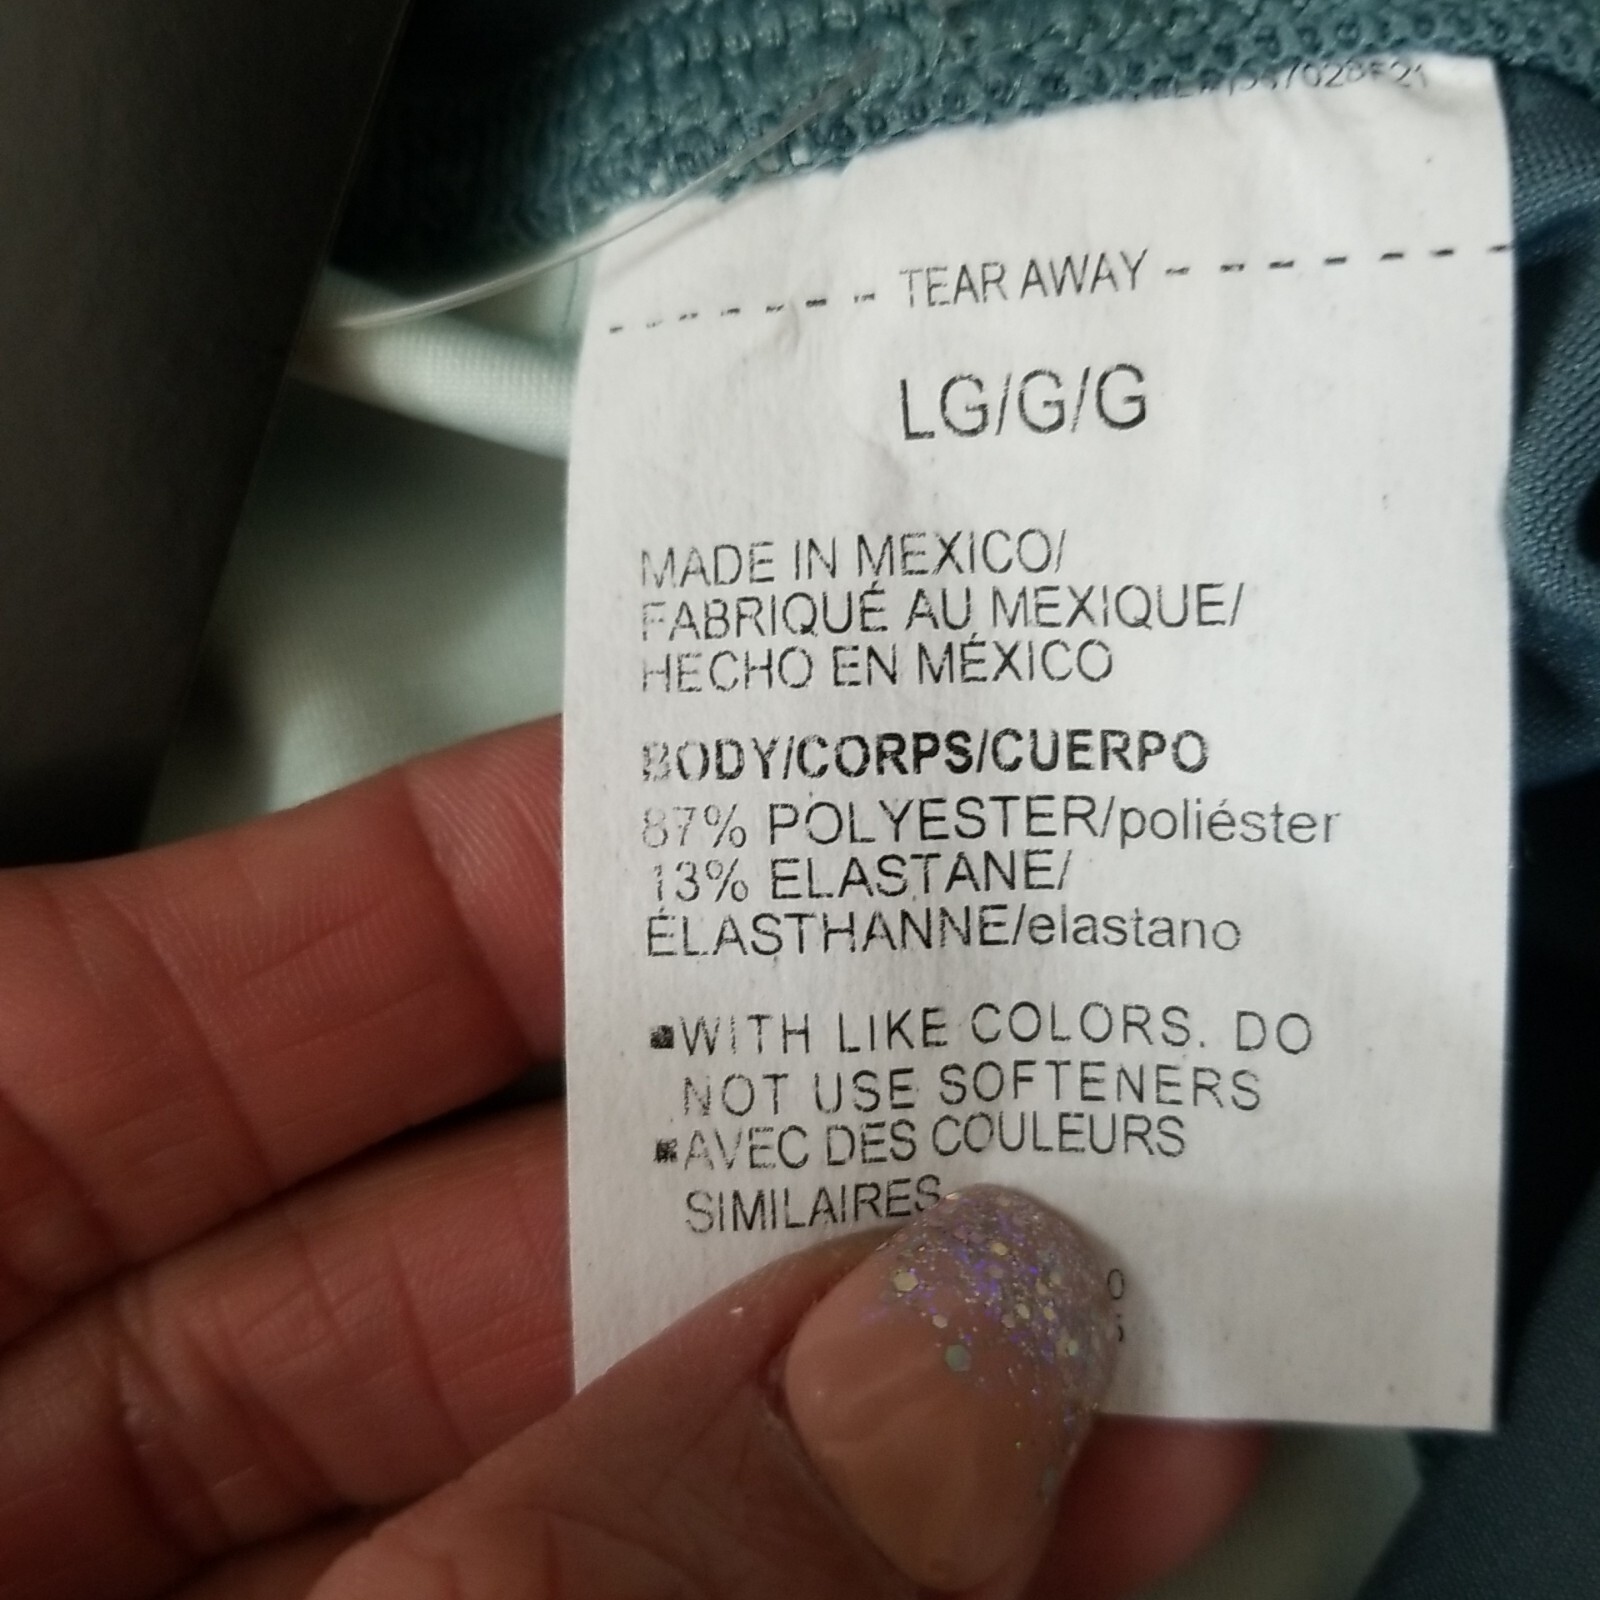 TEAR AWAY
LG/G/G
MADE IN MEXICO/
FABRIQUÉ AU MEXIQUE/
HECHO EN MÉXICO
BODY/CORPS/CUERPO
87% POLYESTER/poliéster
13% ELASTANE/
ÉLASTHANNE/elastano
▪WITH LIKE COLORS. DO
NOT USE SOFTENERS
▪AVEC DES COULEURS
SIMILAIRES